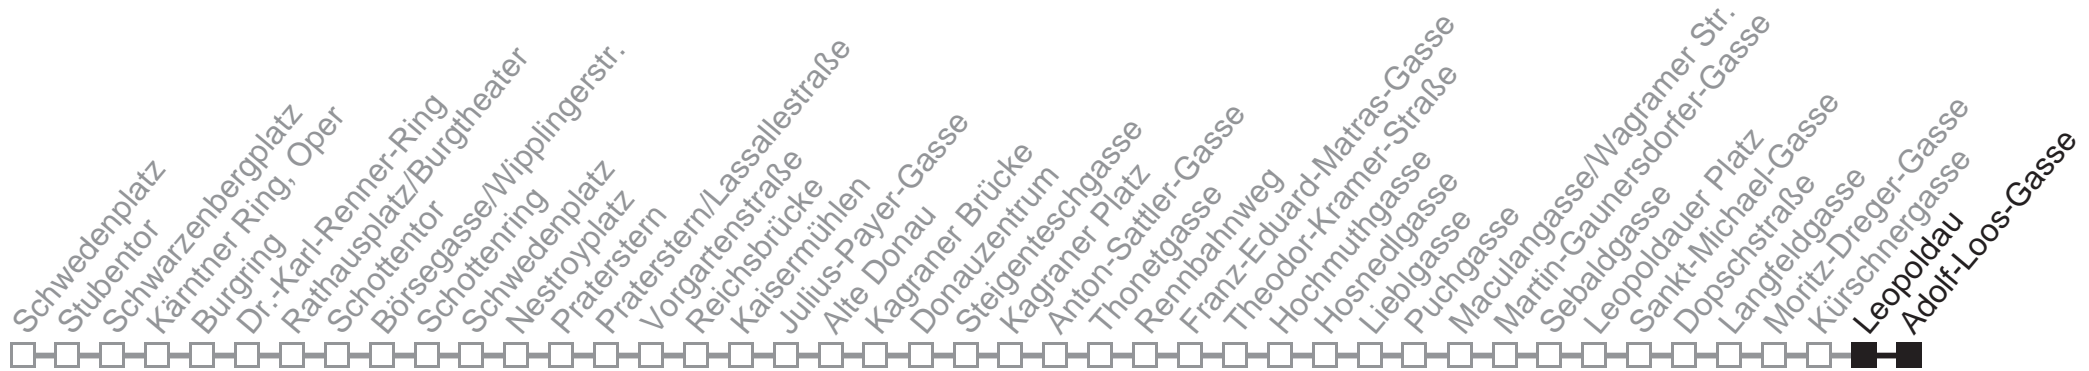 Schwedenplatz
Stubentor
Schwarzenbergplatz
Kärntner Ring, Oper
Burgring
Dr.-Karl-Renner-Ring
Rathausplatz/Burgtheater
Schottentor
Börsegasse/Wipplingerstr.
Schottenring
Schwedenplatz
Nestroyplatz
Praterstern
Praterstern/Lassallestraße
Vorgartenstraße
Reichsbrücke
Kaisermühlen
Julius-Payer-Gasse
Alte Donau
Kagraner Brücke
Donauzentrum
Steigenteschgasse
Kagraner Platz
Anton-Sattler-Gasse
Thonetgasse
Rennbahnweg
Franz-Eduard-Matras-Gasse
Theodor-Kramer-Straße
Hochmuthgasse
Hosnedlgasse
Lieblgasse
Puchgasse
Maculangasse/Wagramer Str.
Martin-Gaunersdorfer-Gasse
Sebaldgasse
Leopoldauer Platz
Sankt-Michael-Gasse
Dopschstraße
Langfeldgasse
Moritz-Dreger-Gasse
Kürschnergasse
Leopoldau
Adolf-Loos-Gasse